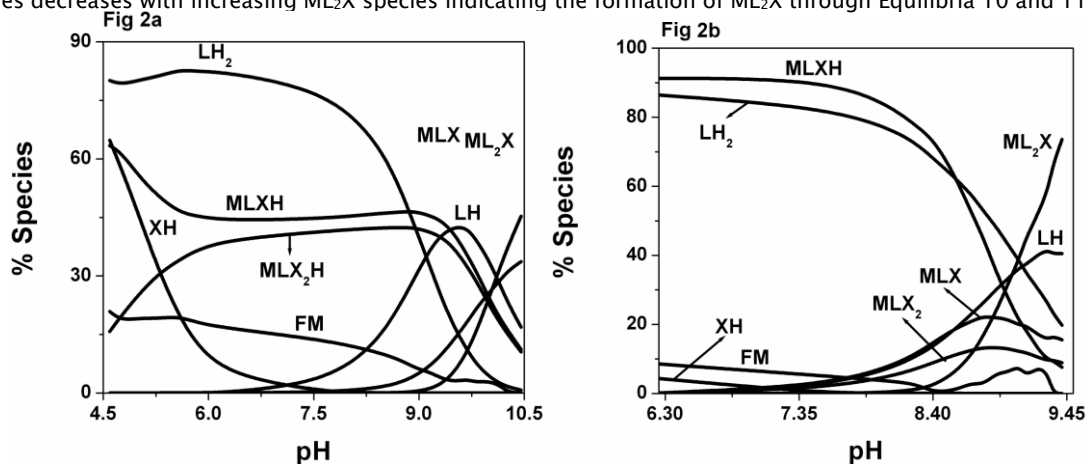 es decreases with increasing ML₂X species indicating the formation of ML₂X through Equilibria 10 and 11
Fig 2a
90
60
30
0
% Species
LH₂
MLX ML₂X
MLXH
XH
LH
MLX₂H
FM
4.5 6.0 7.5 9.0 10.5
pH
Fig 2b
100
80
60
40
20
0
% Species
MLXH
LH₂
ML₂X
LH
MLX
MLX₂
XH
FM
6.30 7.35 8.40 9.45
pH